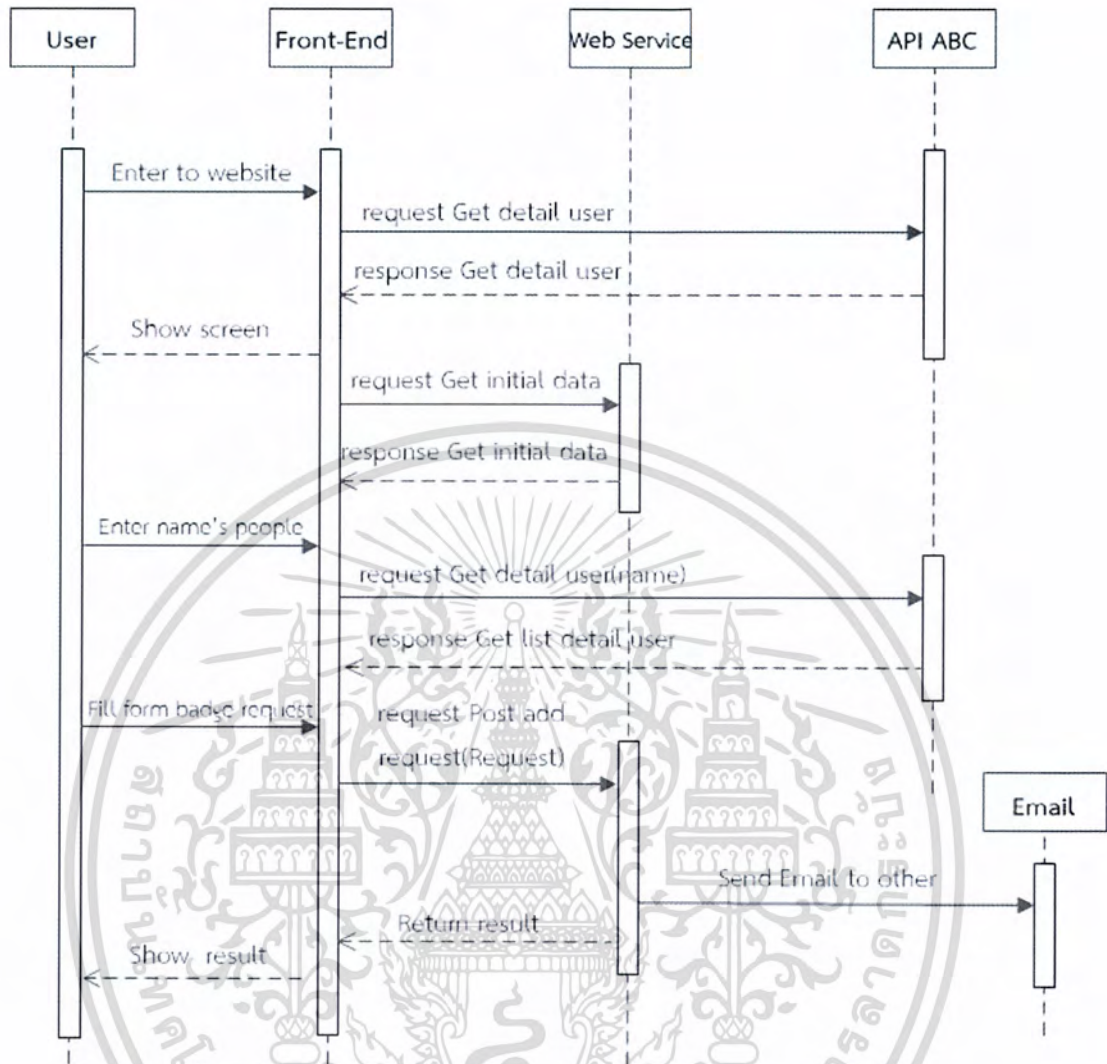 User
Front-End
Web Service
API ABC
Enter to website
request Get detail user
response Get detail user
Show screen
request Get initial data
response Get initial data
Enter name's people
request Get detail user(name)
response Get list detail user
Fill form badge request
request Post add
request(Request)
Email
Send Email to other
Return result
Show result